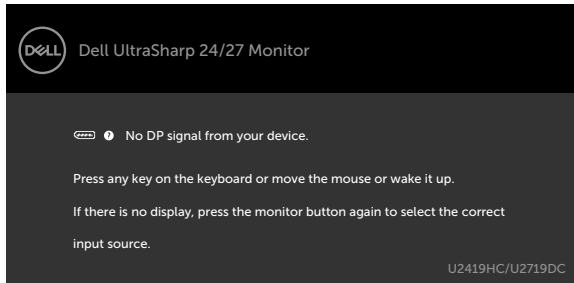 DELL
Dell UltraSharp 24/27 Monitor
? No DP signal from your device.
Press any key on the keyboard or move the mouse or wake it up.
If there is no display, press the monitor button again to select the correct
input source.
U2419HC/U2719DC